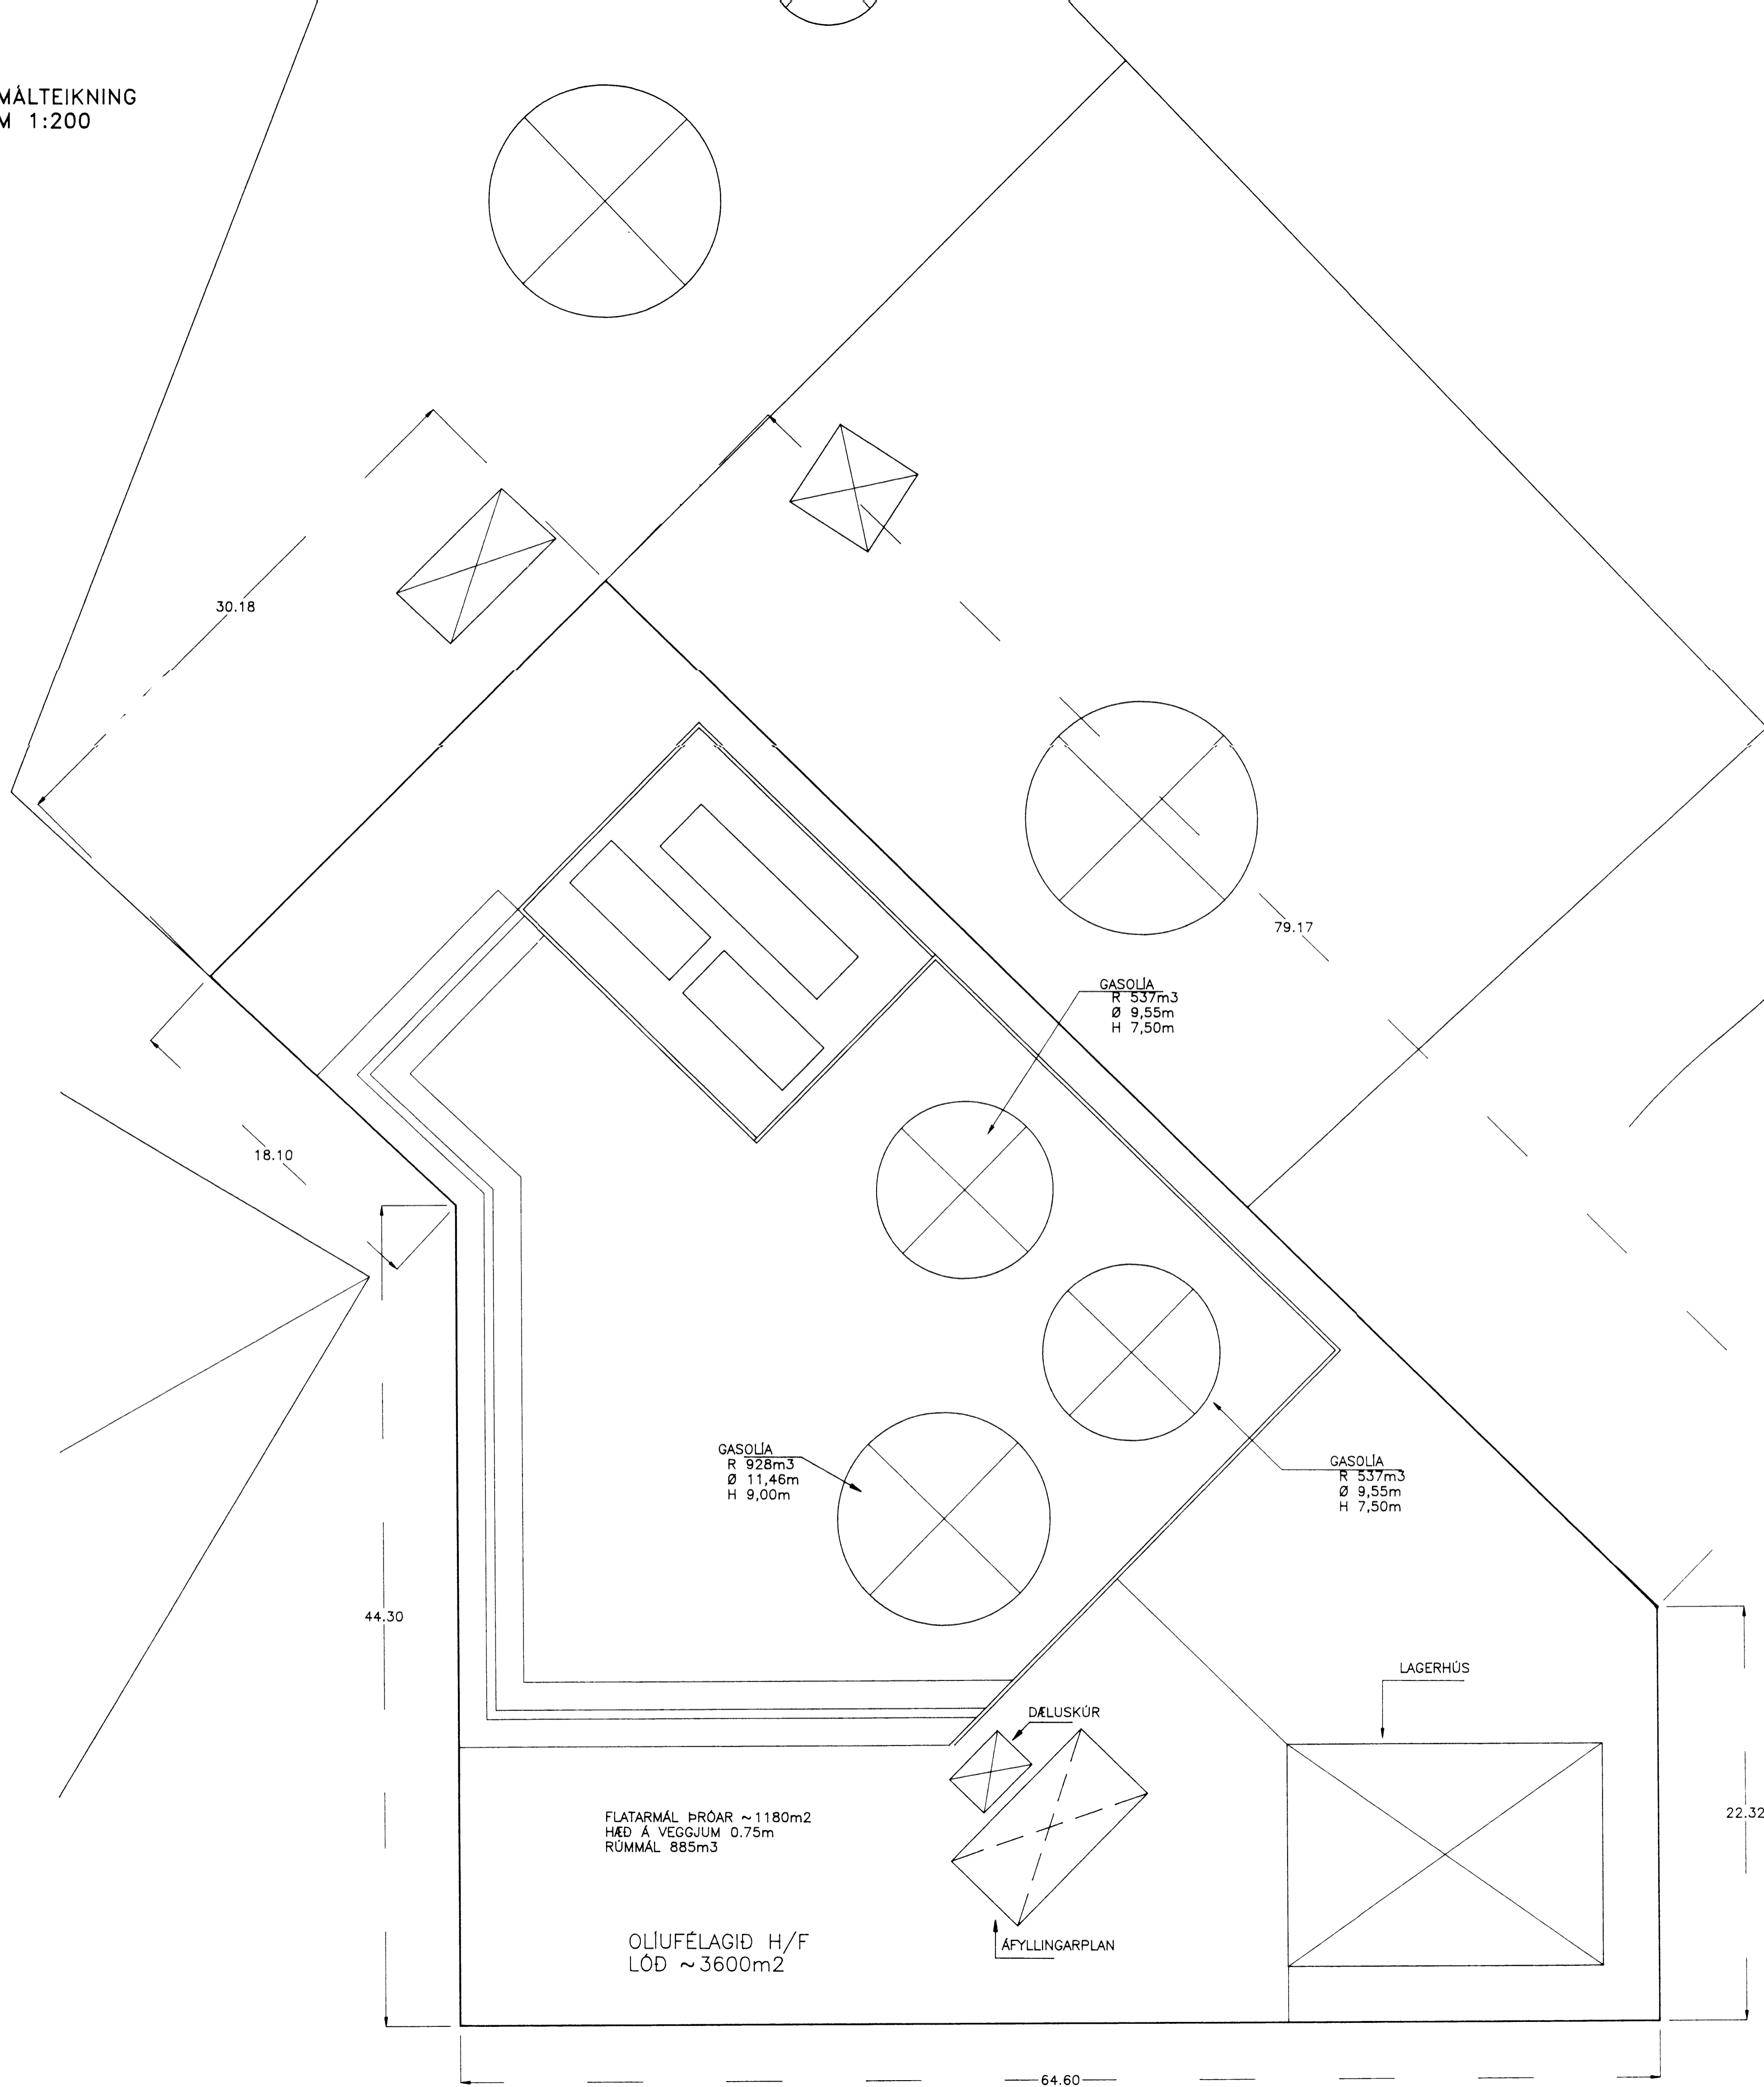 MÁLTEIKNING
M 1:200
30.18
79.17
GASOLÍA
R 537m3
Ø 9,55m
H 7,50m
18.10
GASOLÍA
R 928m3
Ø 11,46m
H 9,00m
GASOLÍA
R 537m3
Ø 9,55m
H 7,50m
44.30
LAGERHÚS
DÆLUSKÚR
FLATARMÁL ÞRÓAR ~1180m2
HÆÐ Á VEGGJUM 0.75m
RÚMMÁL 885m3
22.32
OLÍUFÉLAGIÐ H/F
LÓÐ ~3600m2
ÁFYLLINGARPLAN
64.60